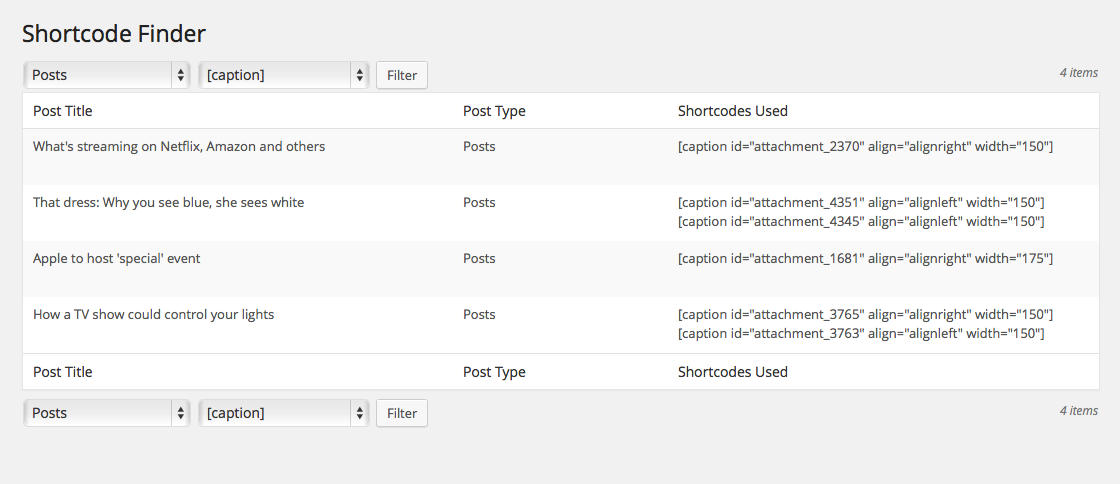 Shortcode Finder
Posts [caption] Filter 4 items
Post Title Post Type Shortcodes Used
What's streaming on Netflix, Amazon and others Posts [caption id="attachment_2370" align="alignright" width="150"]
That dress: Why you see blue, she sees white Posts [caption id="attachment_4351" align="alignleft" width="150"]
[caption id="attachment_4345" align="alignleft" width="150"]
Apple to host 'special' event Posts [caption id="attachment_1681" align="alignright" width="175"]
How a TV show could control your lights Posts [caption id="attachment_3765" align="alignright" width="150"]
[caption id="attachment_3763" align="alignleft" width="150"]
Post Title Post Type Shortcodes Used
Posts [caption] Filter 4 items